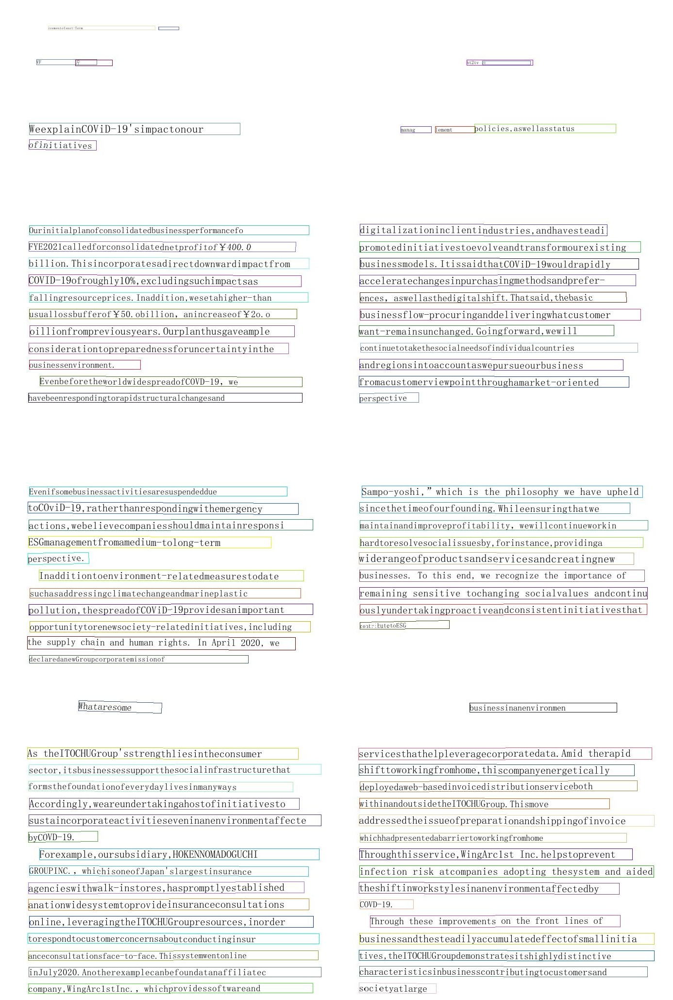 vementofanot-Term
VF
斤
ot2tv
WeexplainCOViD-19'simpactonour
ofinitiatives
manag
lememt
policies,aswellasstatus
Ourinitialplanofconsolidatedbusinessperformancefo
FYE2021calledforconsolidatednetprofitof¥400.0
billion.Thisincorporatesadirectdownwardimpactfrom
COVID-19ofroughly10%,excludingsuchimpactsas
fallingresourceprices.Inaddition,wesetahigher-than
usuallossbufferof¥50.obillion, anincreaseof¥2o.o
oillionfrompreviousyears.Ourplanthusgaveample
considerationtopreparednessforuncertaintyinthe
ousinessenvironment.
EvenbeforetheworldwidespreadofCOVD-19, we
havebeenrespondingtorapidstructuralchangesand
digitalizationinclientindustries,andhavesteadi
promotedinitiativestoevolveandtransformourexisting
businessmodels.ItissaidthatCOViD-19wouldrapidly
acceleratechangesinpurchasingmethodsandprefer-
ences, aswellasthedigitalshift.Thatsaid,thebasic
businessflow-procuringanddeliveringwhatcustomer
want-remainsunchanged.Goingforward,wewill
continuetotakethesocialneedsofindividualcountries
andregionsintoaccountaswepursueourbusiness
fromacustomerviewpointthroughamarket-oriented
perspective
Evenifsomebusinessactivitiesaresuspendeddue
toCOviD-19,ratherthanrespondingwithemergency
actions,webelievecompaniesshouldmaintainresponsi
ESGmanagementfromamedium-tolong-term
perspective.
Inadditiontoenvironment-relatedmeasurestodate
suchasaddressingclimatechangeandmarineplastic
pollution,thespreadofCOViD-19providesanimportant
opportunitytorenewsociety-relatedinitiatives,including
the supply chain and human rights. In April 2020, we
declaredanewGroupcorporatemissionof
Sampo-yoshi,” which is the philosophy we have upheld
sincethetimeofourfounding.Whileensuringthatwe
maintainandimproveprofitability, wewillcontinueworkin
hardtoresolvesocialissuesby,forinstance,providinga
widerangeofproductsandservicesandcreatingnew
businesses. To this end, we recognize the importance of
remaining sensitive tochanging socialvalues andcontinu
ouslyundertakingproactiveandconsistentinitiativesthat
contributetoESG
Whataresome
businessinanenvironmen
As theITOCHUGroup'sstrengthliesintheconsumer
sector,itsbusinessessupportthesocialinfrastructurethat
formsthefoundationofeverydaylivesinmanyways
Accordingly,weareundertakingahostofinitiativesto
sustaincorporateactivitieseveninanenvironmentaffecte
byCOVD-19.
Forexample,oursubsidiary,HOKENNOMADOGUCHI
GROUPINC., whichisoneofJapan'slargestinsurance
agencieswithwalk-instores,haspromptlyestablished
anationwidesystemtoprovideinsuranceconsultations
online,leveragingtheITOCHUGroupresources,inorder
torespondtocustomerconcernsaboutconductinginsur
anceconsultationsface-to-face.Thissystemwentonline
inJuly2020.Anotherexamplecanbefoundatanaffiliatec
company,WingArc1stInc., whichprovidessoftwareand
servicesthathelpleveragecorporatedata.Amid therapid
shifttoworkingfromhome,thiscompanyenergetically
deployedaweb-basedinvoicedistributionserviceboth
withinandoutsidetheITOCHUGroup.Thismove
addressedtheissueofpreparationandshippingofinvoice
whichhadpresentedabarriertoworkingfromhome
Throughthisservice,WingArc1st Inc.helpstoprevent
infection risk atcompanies adopting thesystem and aided
theshiftinworkstylesinanenvironmentaffectedby
COVD-19.
Through these improvements on the front lines of
businessandthesteadilyaccumulatedeffectofsmallinitia
tives,theITOCHUGroupdemonstratesitshighlydistinctive
characteristicsinbusinesscontributingtocustomersand
societyatlarge